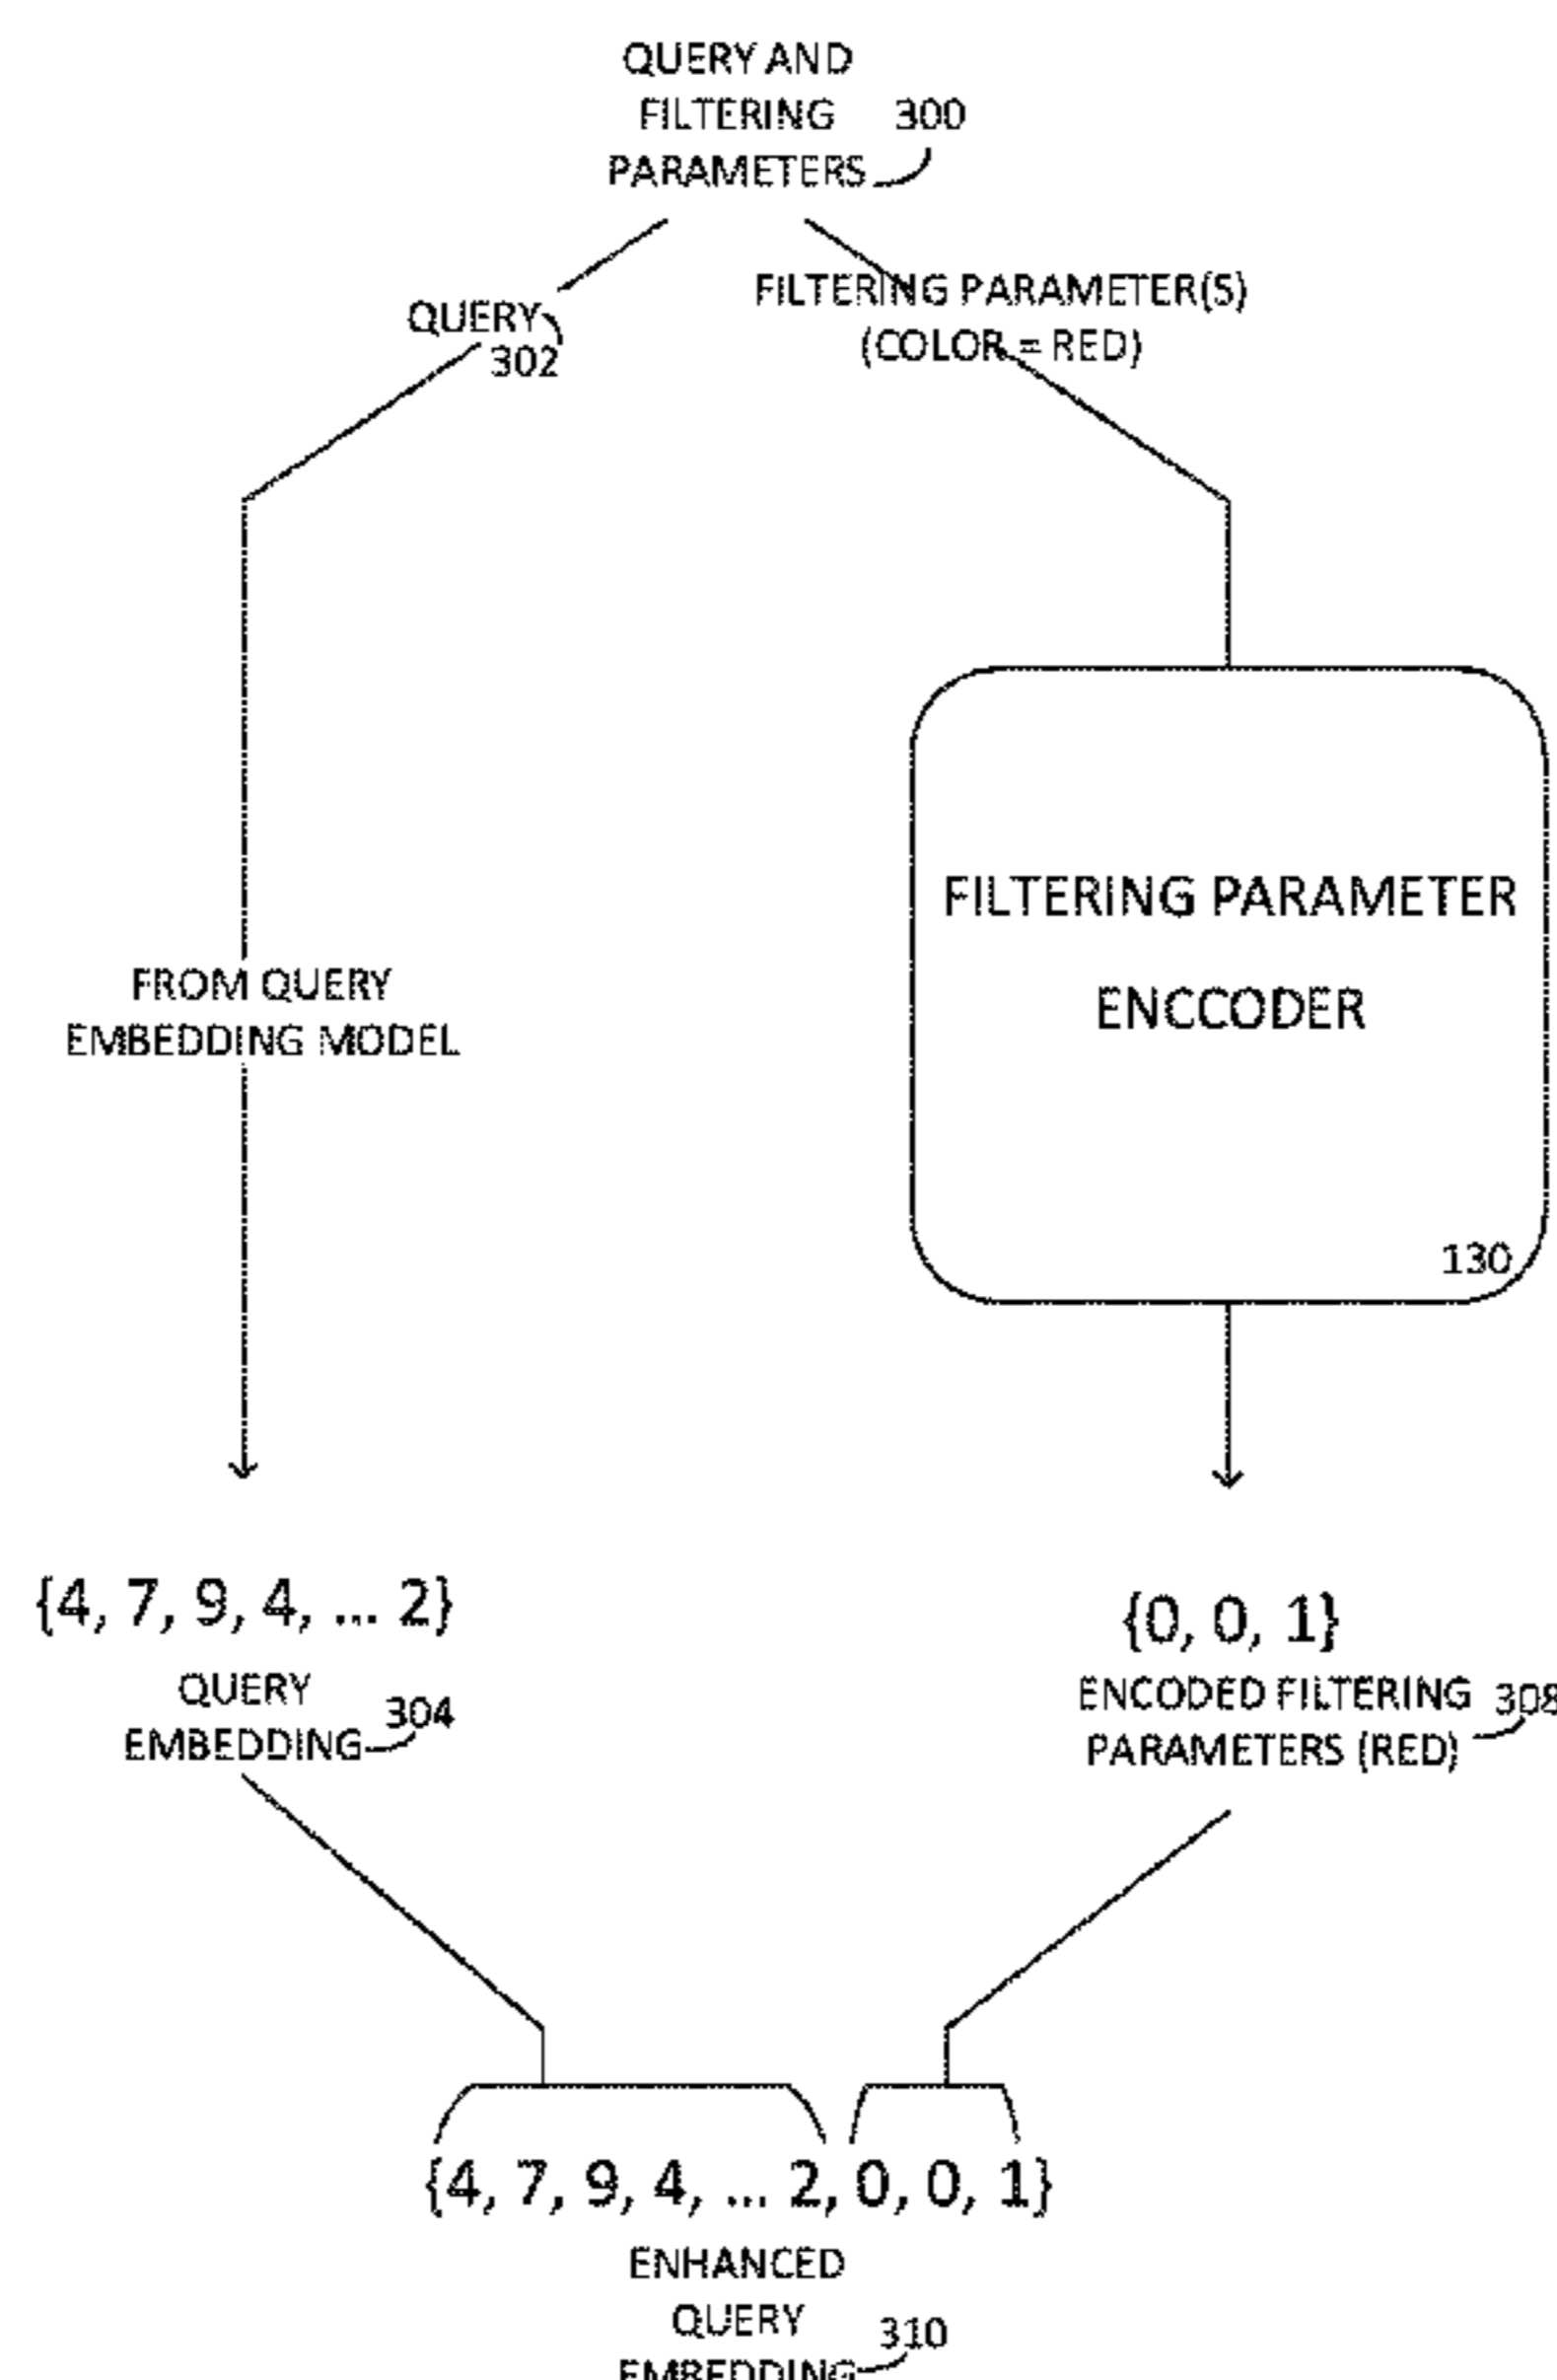 QUERY AND
FILTERING 300
PARAMETERS
QUERY
302
FILTERING PARAMETER(S)
(COLOR = RED)
FROM QUERY
EMBEDDING MODEL
FILTERING PARAMETER
ENCCODER
130
{4, 7, 9, 4, ... 2}
QUERY
EMBEDDING 304
{0, 0, 1}
ENCODED FILTERING 308
PARAMETERS (RED)
{4, 7, 9, 4, ... 2, 0, 0, 1}
ENHANCED
QUERY
EMBEDDING 310